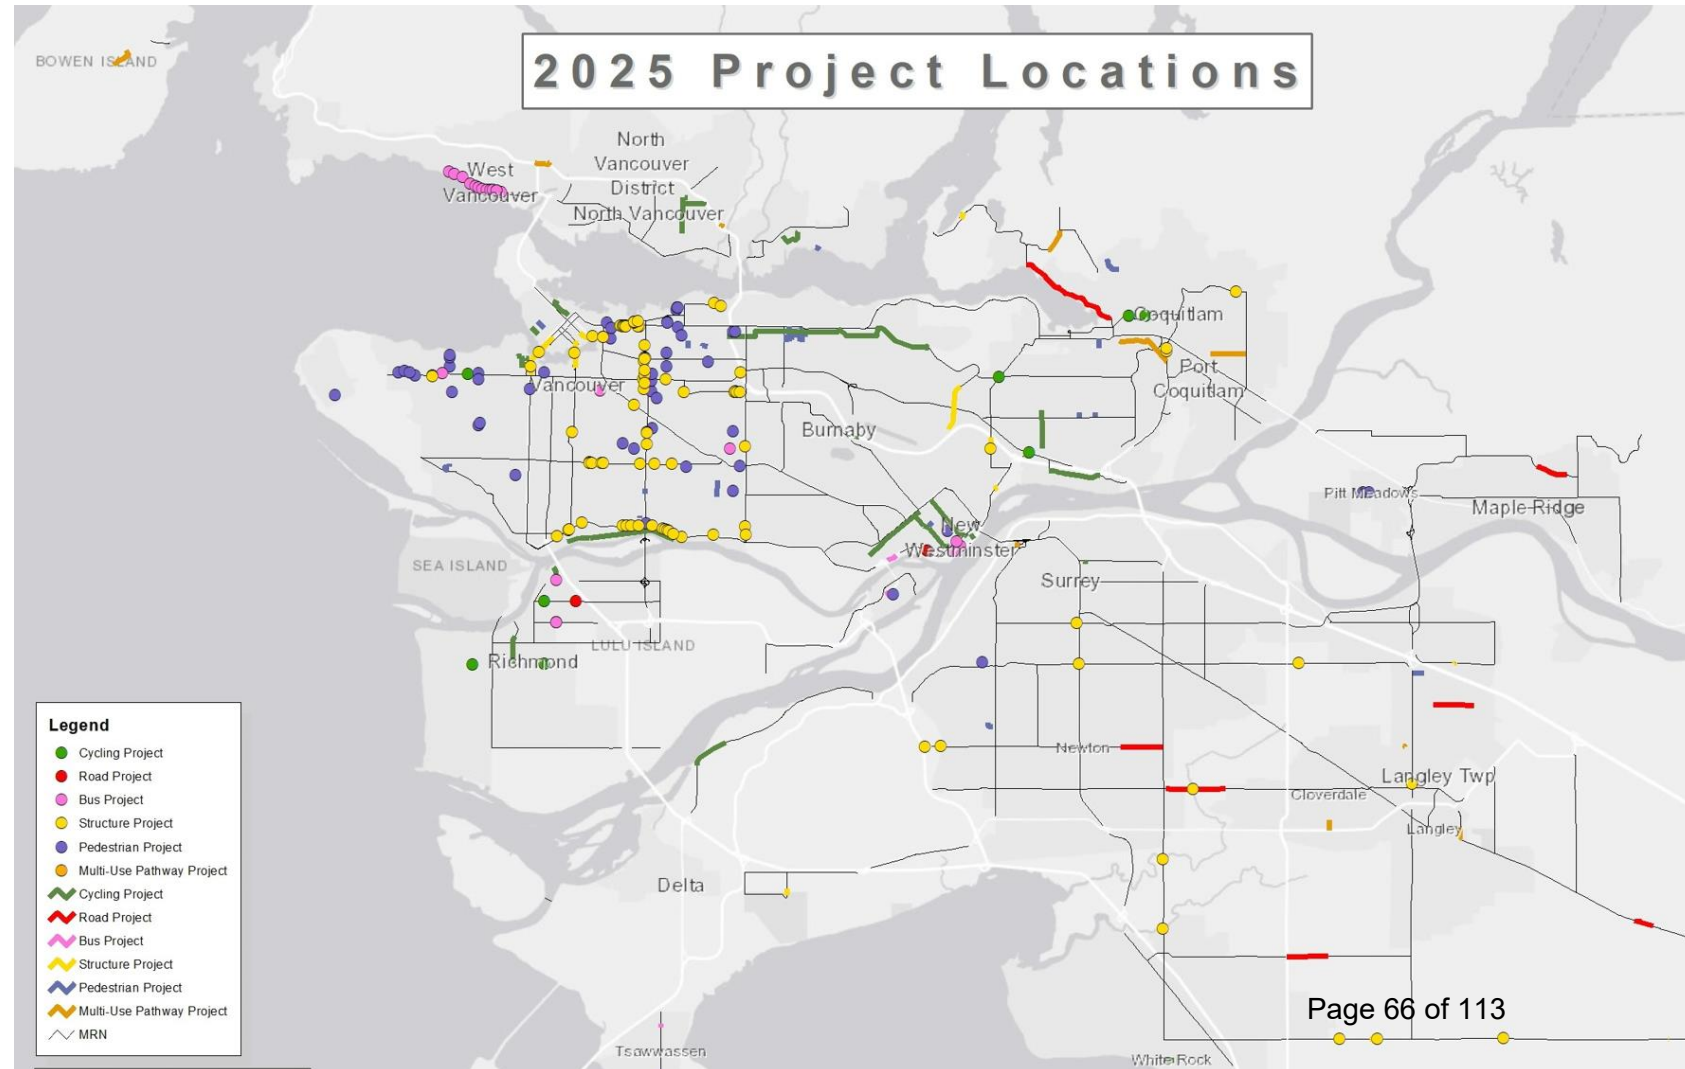 2025 Project Locations
BOWEN ISLAND
North
Vancouver
District
West
Vancouver
North Vancouver
Coquitlam
Port
Coquitlam
Vancouver
Burnaby
Pitt Meadows
Maple Ridge
New
Westminster
SEA ISLAND
Surrey
LULU ISLAND
Richmond
Newton
Langley Twp
Cloverdale
Langley
Delta
Tsawwassen
White Rock
Legend
Cycling Project
Road Project
Bus Project
Structure Project
Pedestrian Project
Multi-Use Pathway Project
Cycling Project
Road Project
Bus Project
Structure Project
Pedestrian Project
Multi-Use Pathway Project
MRN
Page 66 of 113